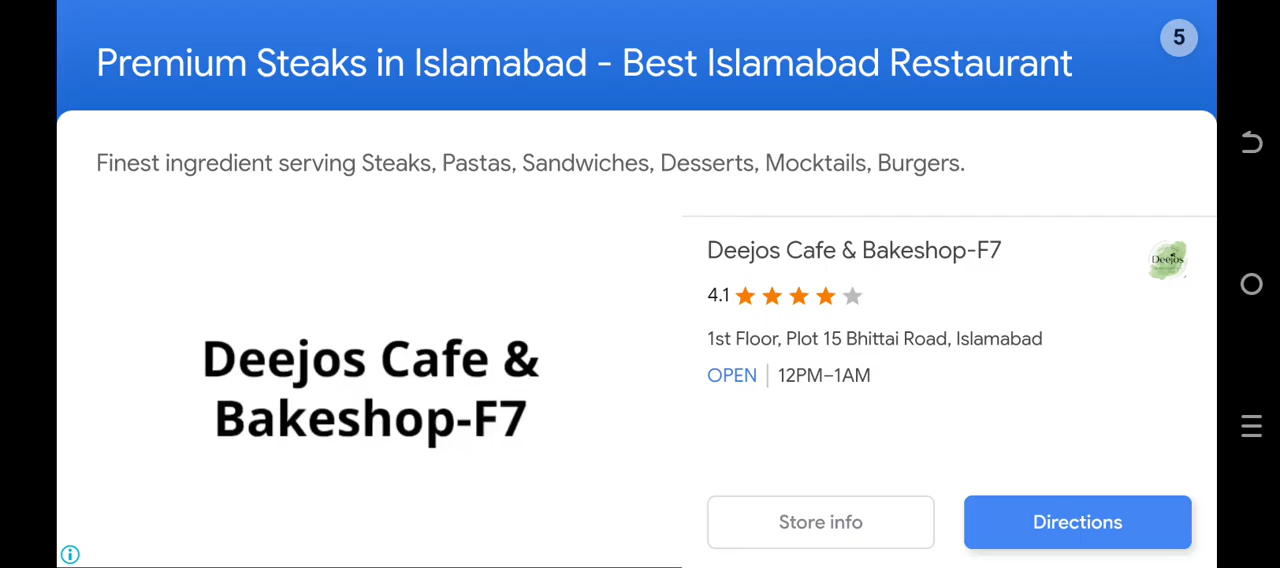 Premium Steaks in Islamabad - Best Islamabad Restaurant
5
Finest ingredient serving Steaks, Pastas, Sandwiches, Desserts, Mocktails, Burgers.
Deejos Cafe &
Bakeshop-F7
Deejos Cafe & Bakeshop-F7
Deejos
4.1
1st Floor, Plot 15 Bhittai Road, Islamabad
OPEN | 12PM–1AM
Store info
Directions